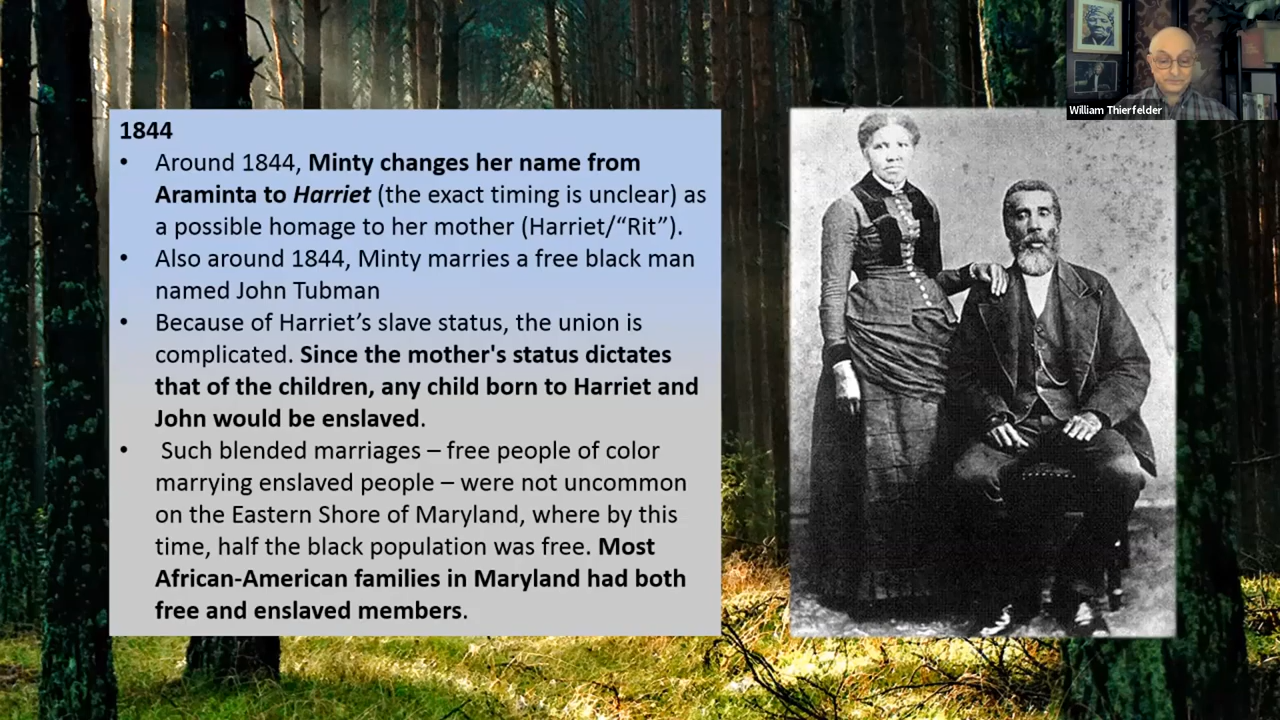 1844
• Around 1844, Minty changes her name from
Araminta to Harriet (the exact timing is unclear) as
a possible homage to her mother (Harriet/“Rit”).
• Also around 1844, Minty marries a free black man
named John Tubman
• Because of Harriet’s slave status, the union is
complicated. Since the mother's status dictates
that of the children, any child born to Harriet and
John would be enslaved.
• Such blended marriages – free people of color
marrying enslaved people – were not uncommon
on the Eastern Shore of Maryland, where by this
time, half the black population was free. Most
African-American families in Maryland had both
free and enslaved members.
William Thierfelder